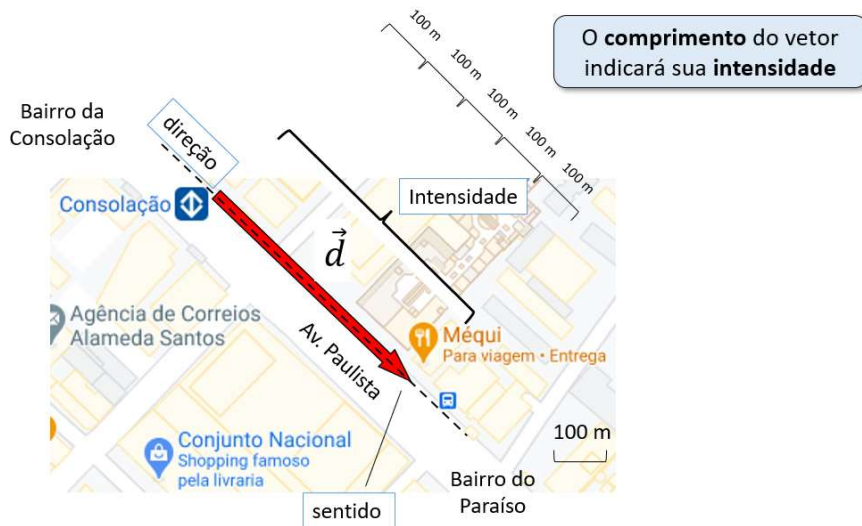 100 m
100 m
100 m
100 m
100 m
O comprimento do vetor
indicará sua intensidade
Bairro da
Consolação
direção
Consolação
Intensidade
d
Agência de Correios
Alameda Santos
Av. Paulista
Méqui
Para viagem • Entrega
100 m
Conjunto Nacional
Shopping famoso
pela livraria
Bairro do
Paraíso
sentido